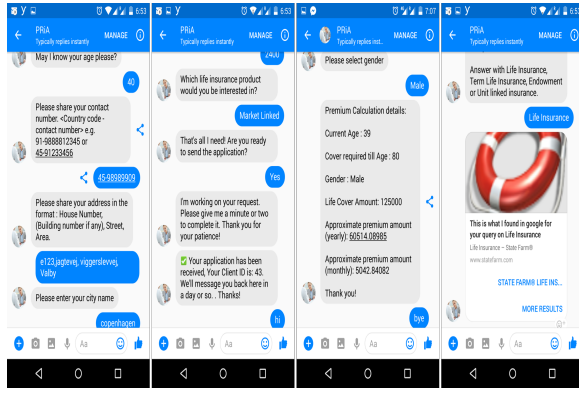 6:53
PRiA
Typically replies instantly
MANAGE
May I know your age please?
40
Please share your contact
number. <Country code -
contact number> e.g.
91-9888812345 or
45-91233456
45-98989909
Please share your address in the
format : House Number,
(Building number if any), Street,
Area.
e123,jagtevej, viggerslevvej,
Valby
Please enter your city name
copenhagen
Aa
6:53
PRiA
Typically replies instantly
MANAGE
2400
Which life insurance product
would you be interested in?
Market Linked
That's all I need! Are you ready
to send the application?
Yes
I'm working on your request.
Please give me a minute or two
to complete it. Thank you for
your patience!
✅ Your application has been
received, Your Client ID is: 43.
We'll message you back here in
a day or so. . Thanks!
hi
Aa
7:07
PRiA
Typically replies inst..
MANAGE
Please select gender
Male
Premium Calculation details:
Current Age : 39
Cover required till Age : 80
Gender : Male
Life Cover Amount: 125000
Approximate premium amount
(yearly): 60514.08985
Approximate premium amount
(monthly): 5042.84082
Thank you!
bye
Aa
6:53
PRiA
Typically replies instantly
MANAGE
Answer with Life Insurance,
Term Life Insurance, Endowment
or Unit linked insurance.
Life Insurance
This is what I found in google for
your query on Life Insurance
Life Insurance – State Farm®
www.statefarm.com
STATE FARM® LIFE INS...
MORE RESULTS
Aa